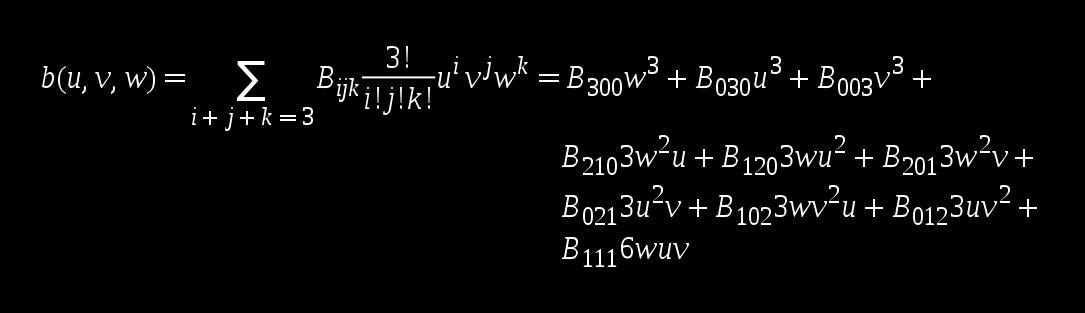 b(u, v, w) = ∑_{i + j + k = 3} B_{ijk} \frac{3!}{i!j!k!} u^i v^j w^k = B_{300}w^3 + B_{030}u^3 + B_{003}v^3 +
B_{210}3w^2u + B_{120}3wu^2 + B_{201}3w^2v +
B_{021}3u^2v + B_{102}3wv^2u + B_{012}3uv^2 +
B_{111}6wuv